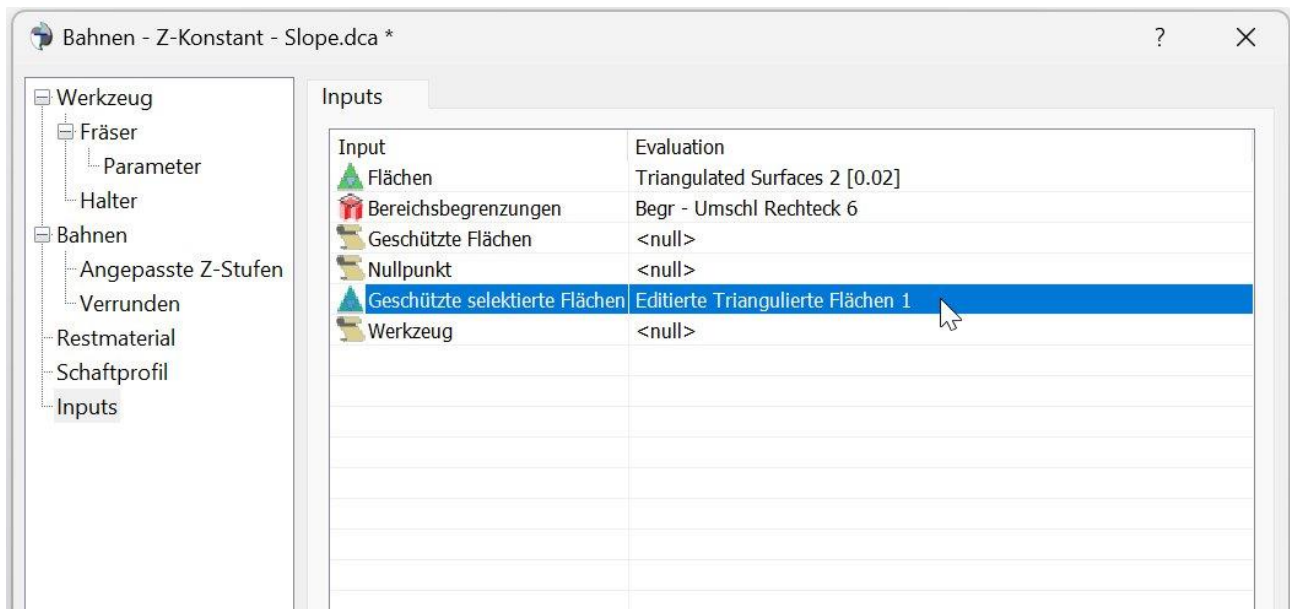 Bahnen - Z-Konstant - Slope.dca *
?
Werkzeug
Fräser
Parameter
Halter
Bahnen
Angepasste Z-Stufen
Verrunden
Restmaterial
Schaftprofil
Inputs
Inputs
Input Evaluation
Flächen Triangulated Surfaces 2 [0.02]
Bereichsbegrenzungen Begr - Umschl Rechteck 6
Geschützte Flächen <null>
Nullpunkt <null>
Geschützte selektierte Flächen Editierte Triangulierte Flächen 1
Werkzeug <null>